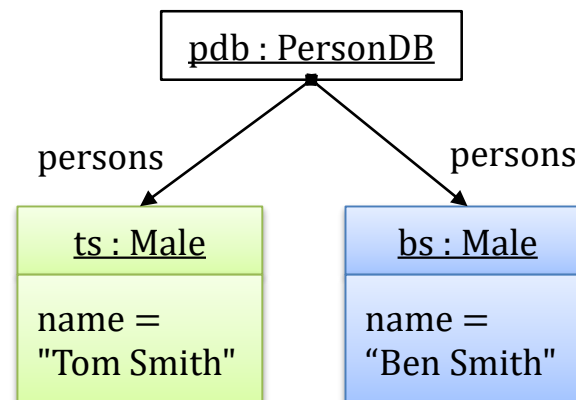 pdb : PersonDB
persons
persons
ts : Male
bs : Male
name =
"Tom Smith"
name =
“Ben Smith"